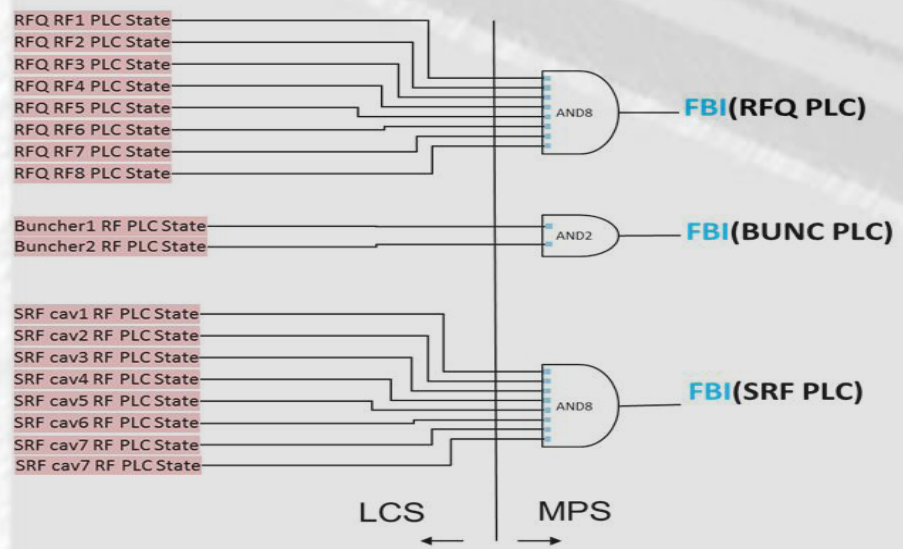 RFQ RF1 PLC State
RFQ RF2 PLC State
RFQ RF3 PLC State
RFQ RF4 PLC State
RFQ RF5 PLC State
RFQ RF6 PLC State
RFQ RF7 PLC State
RFQ RF8 PLC State
AND8
FBI(RFQ PLC)
Buncher1 RF PLC State
Buncher2 RF PLC State
AND2
FBI(BUNC PLC)
SRF cav1 RF PLC State
SRF cav2 RF PLC State
SRF cav3 RF PLC State
SRF cav4 RF PLC State
SRF cav5 RF PLC State
SRF cav6 RF PLC State
SRF cav7 RF PLC State
SRF cav7 RF PLC State
AND8
FBI(SRF PLC)
LCS
MPS